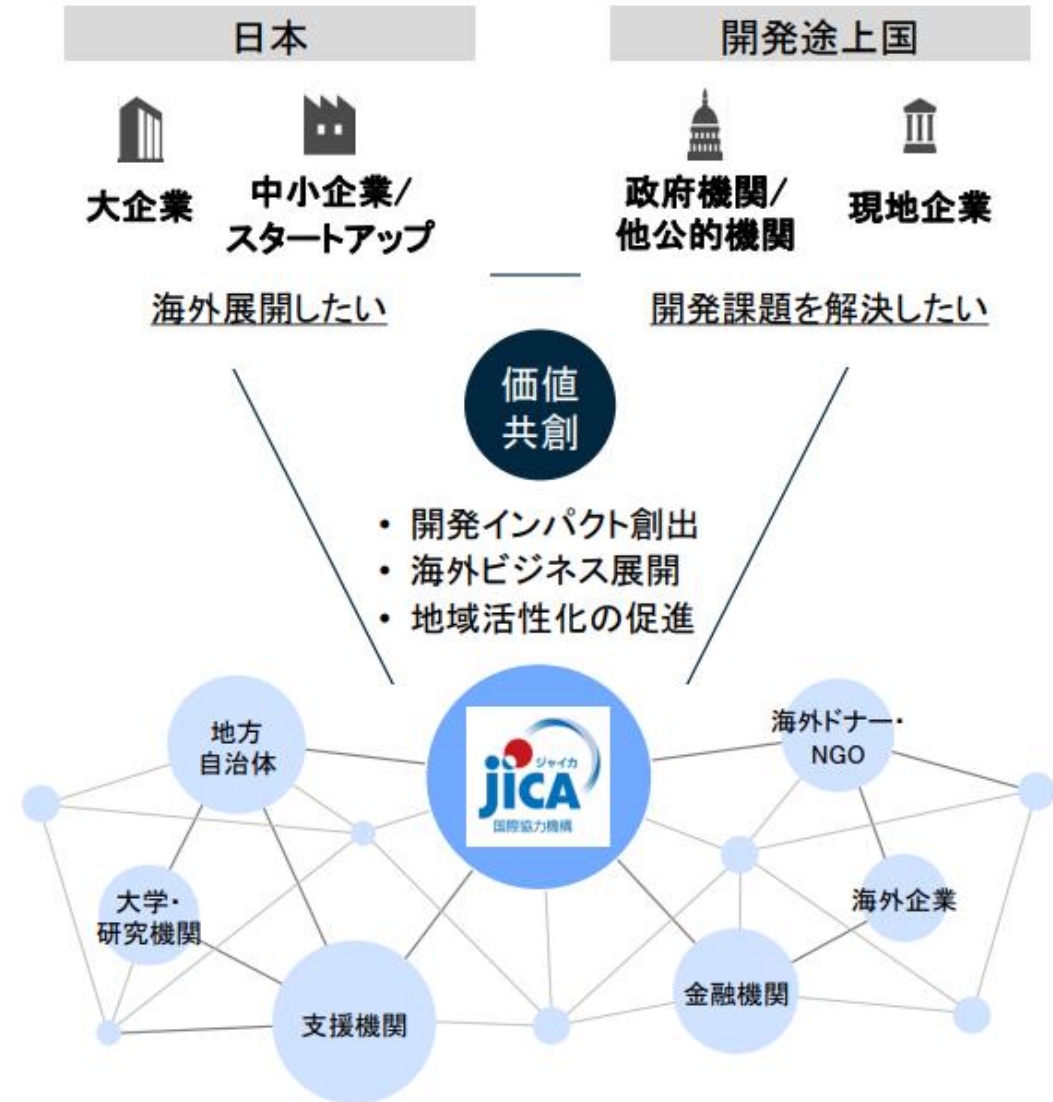 日本
開発途上国
大企業
中小企業/
スタートアップ
政府機関/
他公的機関
現地企業
海外展開したい
開発課題を解決したい
価値
共創
• 開発インパクト創出
• 海外ビジネス展開
• 地域活性化の促進
地方
自治体
ジャイカ
jICA
国際協力機構
海外ドナー・
NGO
大学・
研究機関
海外企業
支援機関
金融機関